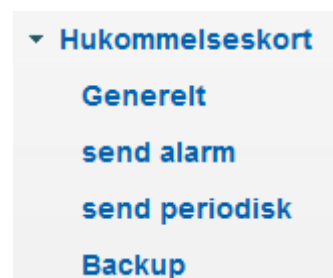 Hukommelseskort
Generelt
send alarm
send periodisk
Backup